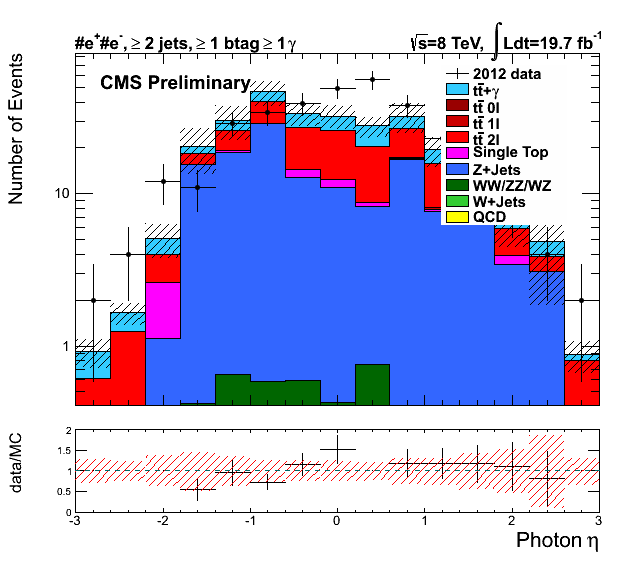 #e⁺#e⁻, ≥ 2 jets, ≥ 1 btag ≥ 1 γ
√s=8 TeV, ∫ Ldt=19.7 fb⁻¹
CMS Preliminary
2012 data
tt̄+γ
tt̄ 0l
tt̄ 1l
tt̄ 2l
Single Top
Z+Jets
WW/ZZ/WZ
W+Jets
QCD
Number of Events
10
1
data/MC
2
1.5
1
0.5
0
-3 -2 -1 0 1 2 3
Photon η